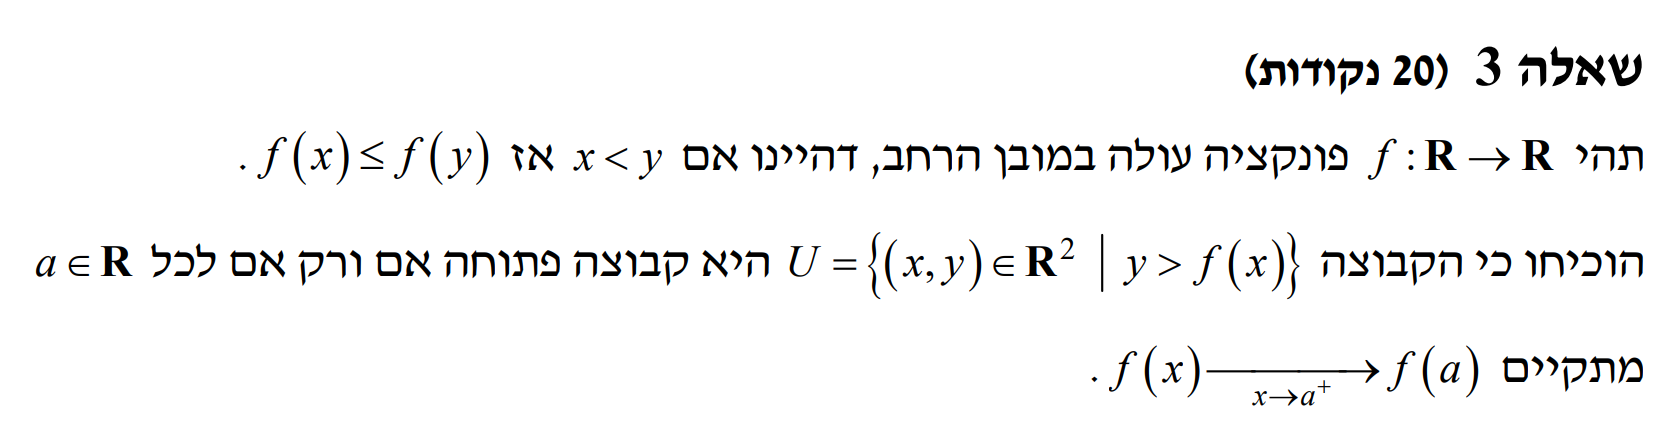 שאלה 3 (20 נקודות)
תהי f : R → R פונקציה עולה במובן הרחב, דהיינו אם x < y אז f(x) ≤ f(y) .
הוכיחו כי הקבוצה U = {(x, y) ∈ R² | y > f(x)} היא קבוצה פתוחה אם ורק אם לכל a ∈ R
מתקיים f(x) ⟶ f(a) . x→a⁺